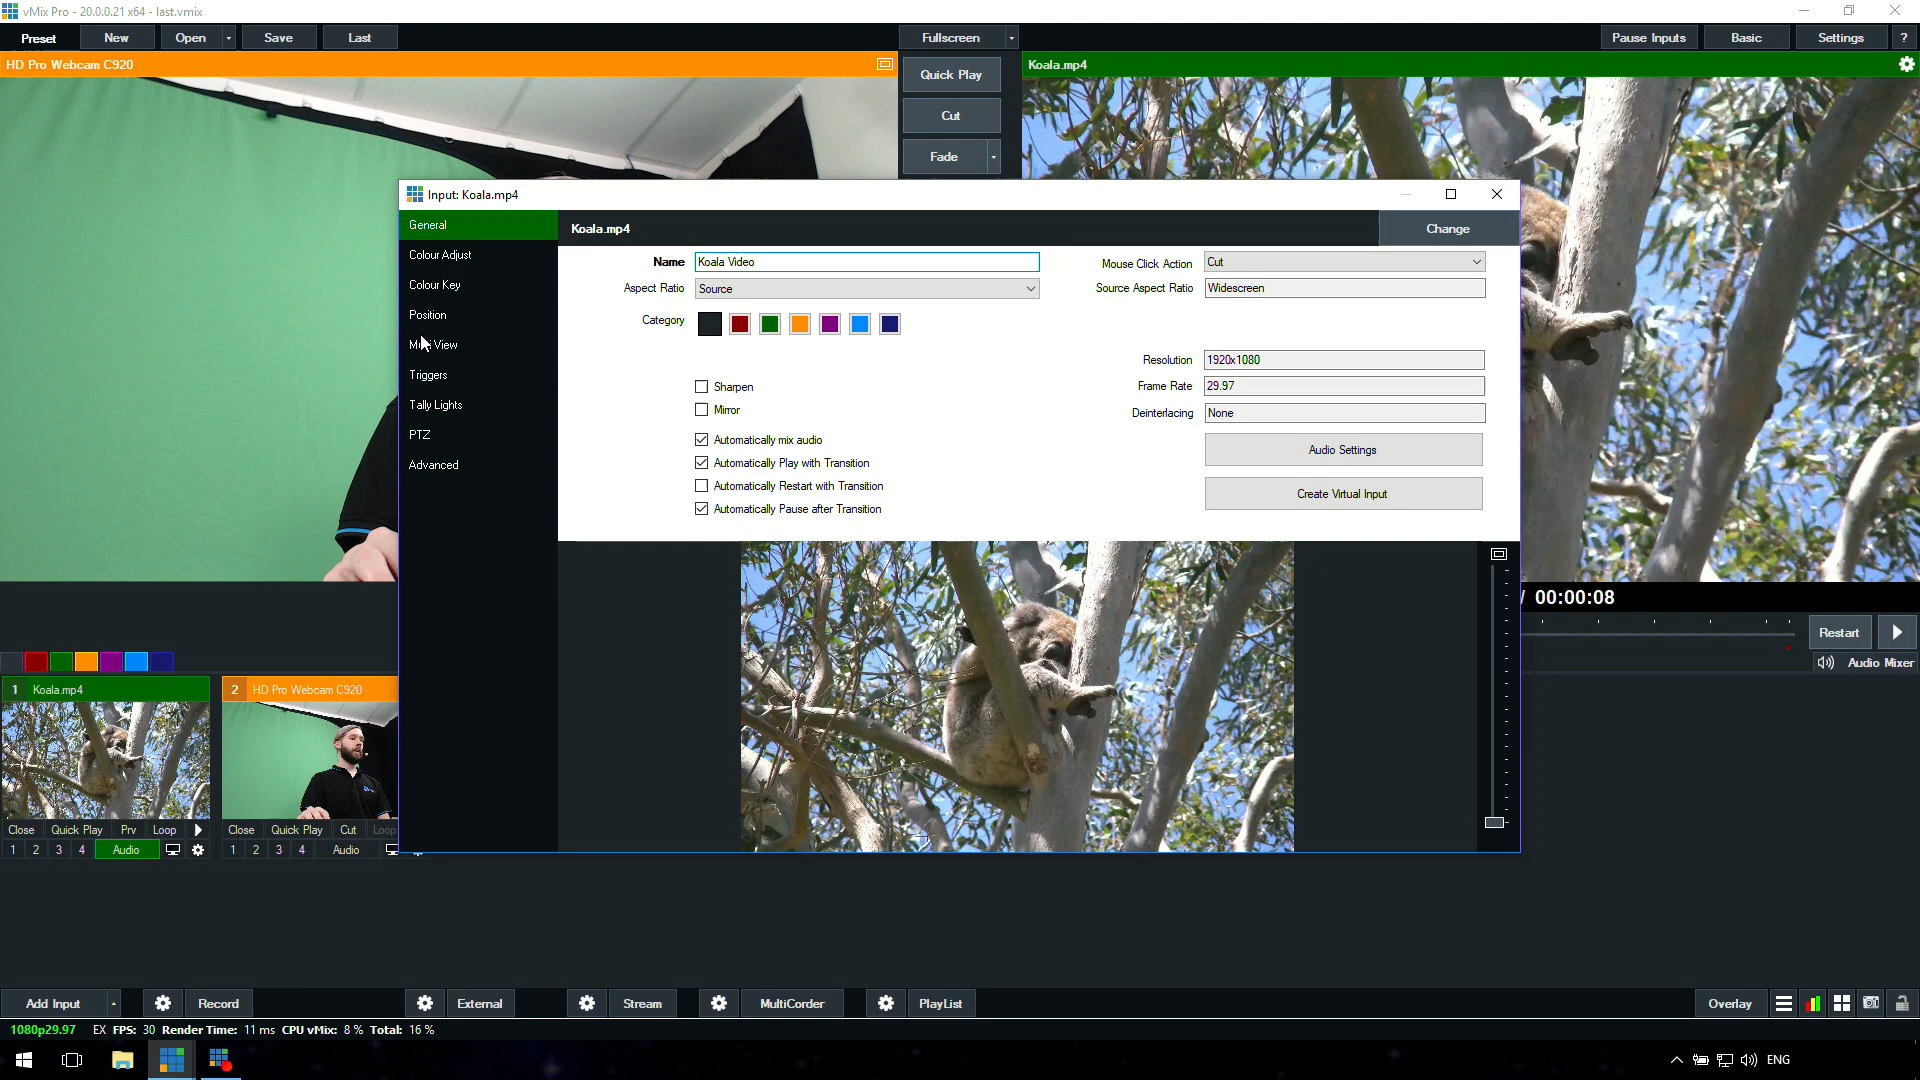 vMix Pro - 20.0.0.21 x64 - last.vmix
Preset New Open Save Last Fullscreen Pause Inputs Basic Settings ?
HD Pro Webcam C920
Quick Play
Koala.mp4
Cut
Fade
Input: Koala.mp4
General
Colour Adjust
Colour Key
Position
Multi View
Triggers
Tally Lights
PTZ
Advanced
Koala.mp4 Change
Name Koala Video
Mouse Click Action Cut
Aspect Ratio Source
Source Aspect Ratio Widescreen
Category
Resolution 1920x1080
Frame Rate 29.97
Deinterlacing None
Sharpen
Mirror
Automatically mix audio
Automatically Play with Transition
Automatically Restart with Transition
Automatically Pause after Transition
Audio Settings
Create Virtual Input
/ 00:00:08
Restart
Audio Mixer
1 Koala.mp4
Close Quick Play Prv Loop
1 2 3 4 Audio
2 HD Pro Webcam C920
Close Quick Play Cut Loop
1 2 3 4 Audio
Add Input Record External Stream MultiCorder PlayList Overlay
1080p29.97 EX FPS: 30 Render Time: 11 ms CPU vMix: 8 % Total: 16 %
ENG